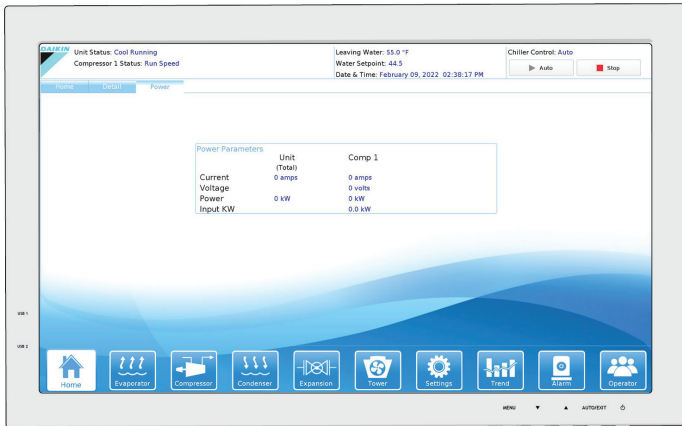 DAIKIN
Unit Status: Cool Running
Compressor 1 Status: Run Speed
Leaving Water: 55.0 °F
Water Setpoint: 44.5
Date & Time: February 09, 2022 02:38:17 PM
Chiller Control: Auto
Auto Stop
Home Detail Power
Power Parameters
Unit Comp 1
(Total)
Current 0 amps 0 amps
Voltage 0 volts
Power 0 kW 0 kW
Input KW 0.0 kW
USB 1
USB 2
Home Evaporator Compressor Condenser Expansion Tower Settings Trend Alarm Operator
MENU ▼ ▲ AUTO/EXIT